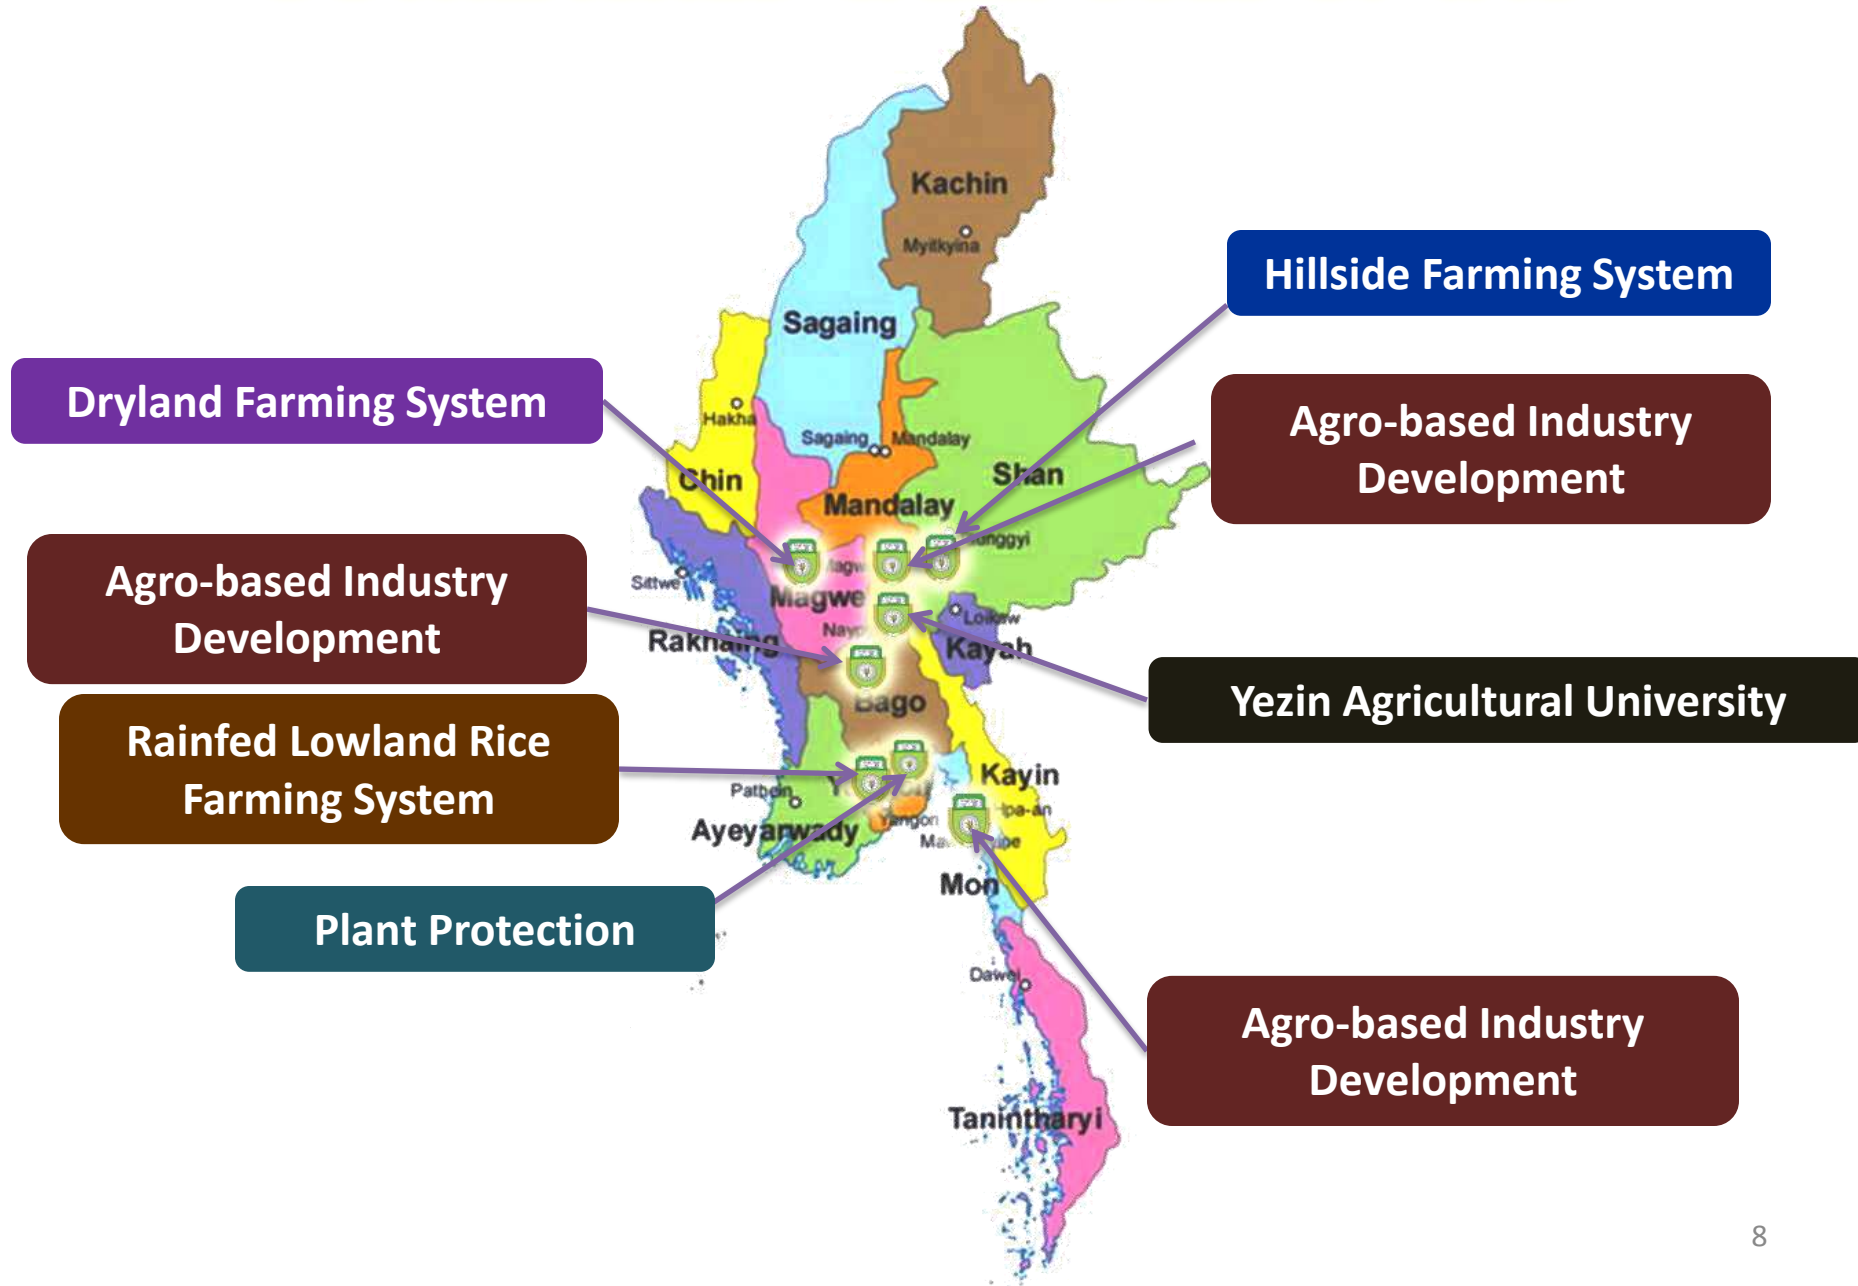 Kachin
Myitkyina
Hillside Farming System
Sagaing
Dryland Farming System
Hakha
Agro-based Industry
Development
Sagaing
Mandalay
Chin
Shan
Mandalay
Agro-based Industry
Development
Sittwe
Magwe
Loikaw
Rakhaing
Kayah
Yezin Agricultural University
Bago
Rainfed Lowland Rice
Farming System
Kayin
Pathein
Yangon
Ayeyarwady
Mon
Plant Protection
Dawei
Agro-based Industry
Development
Tanintharyi
8